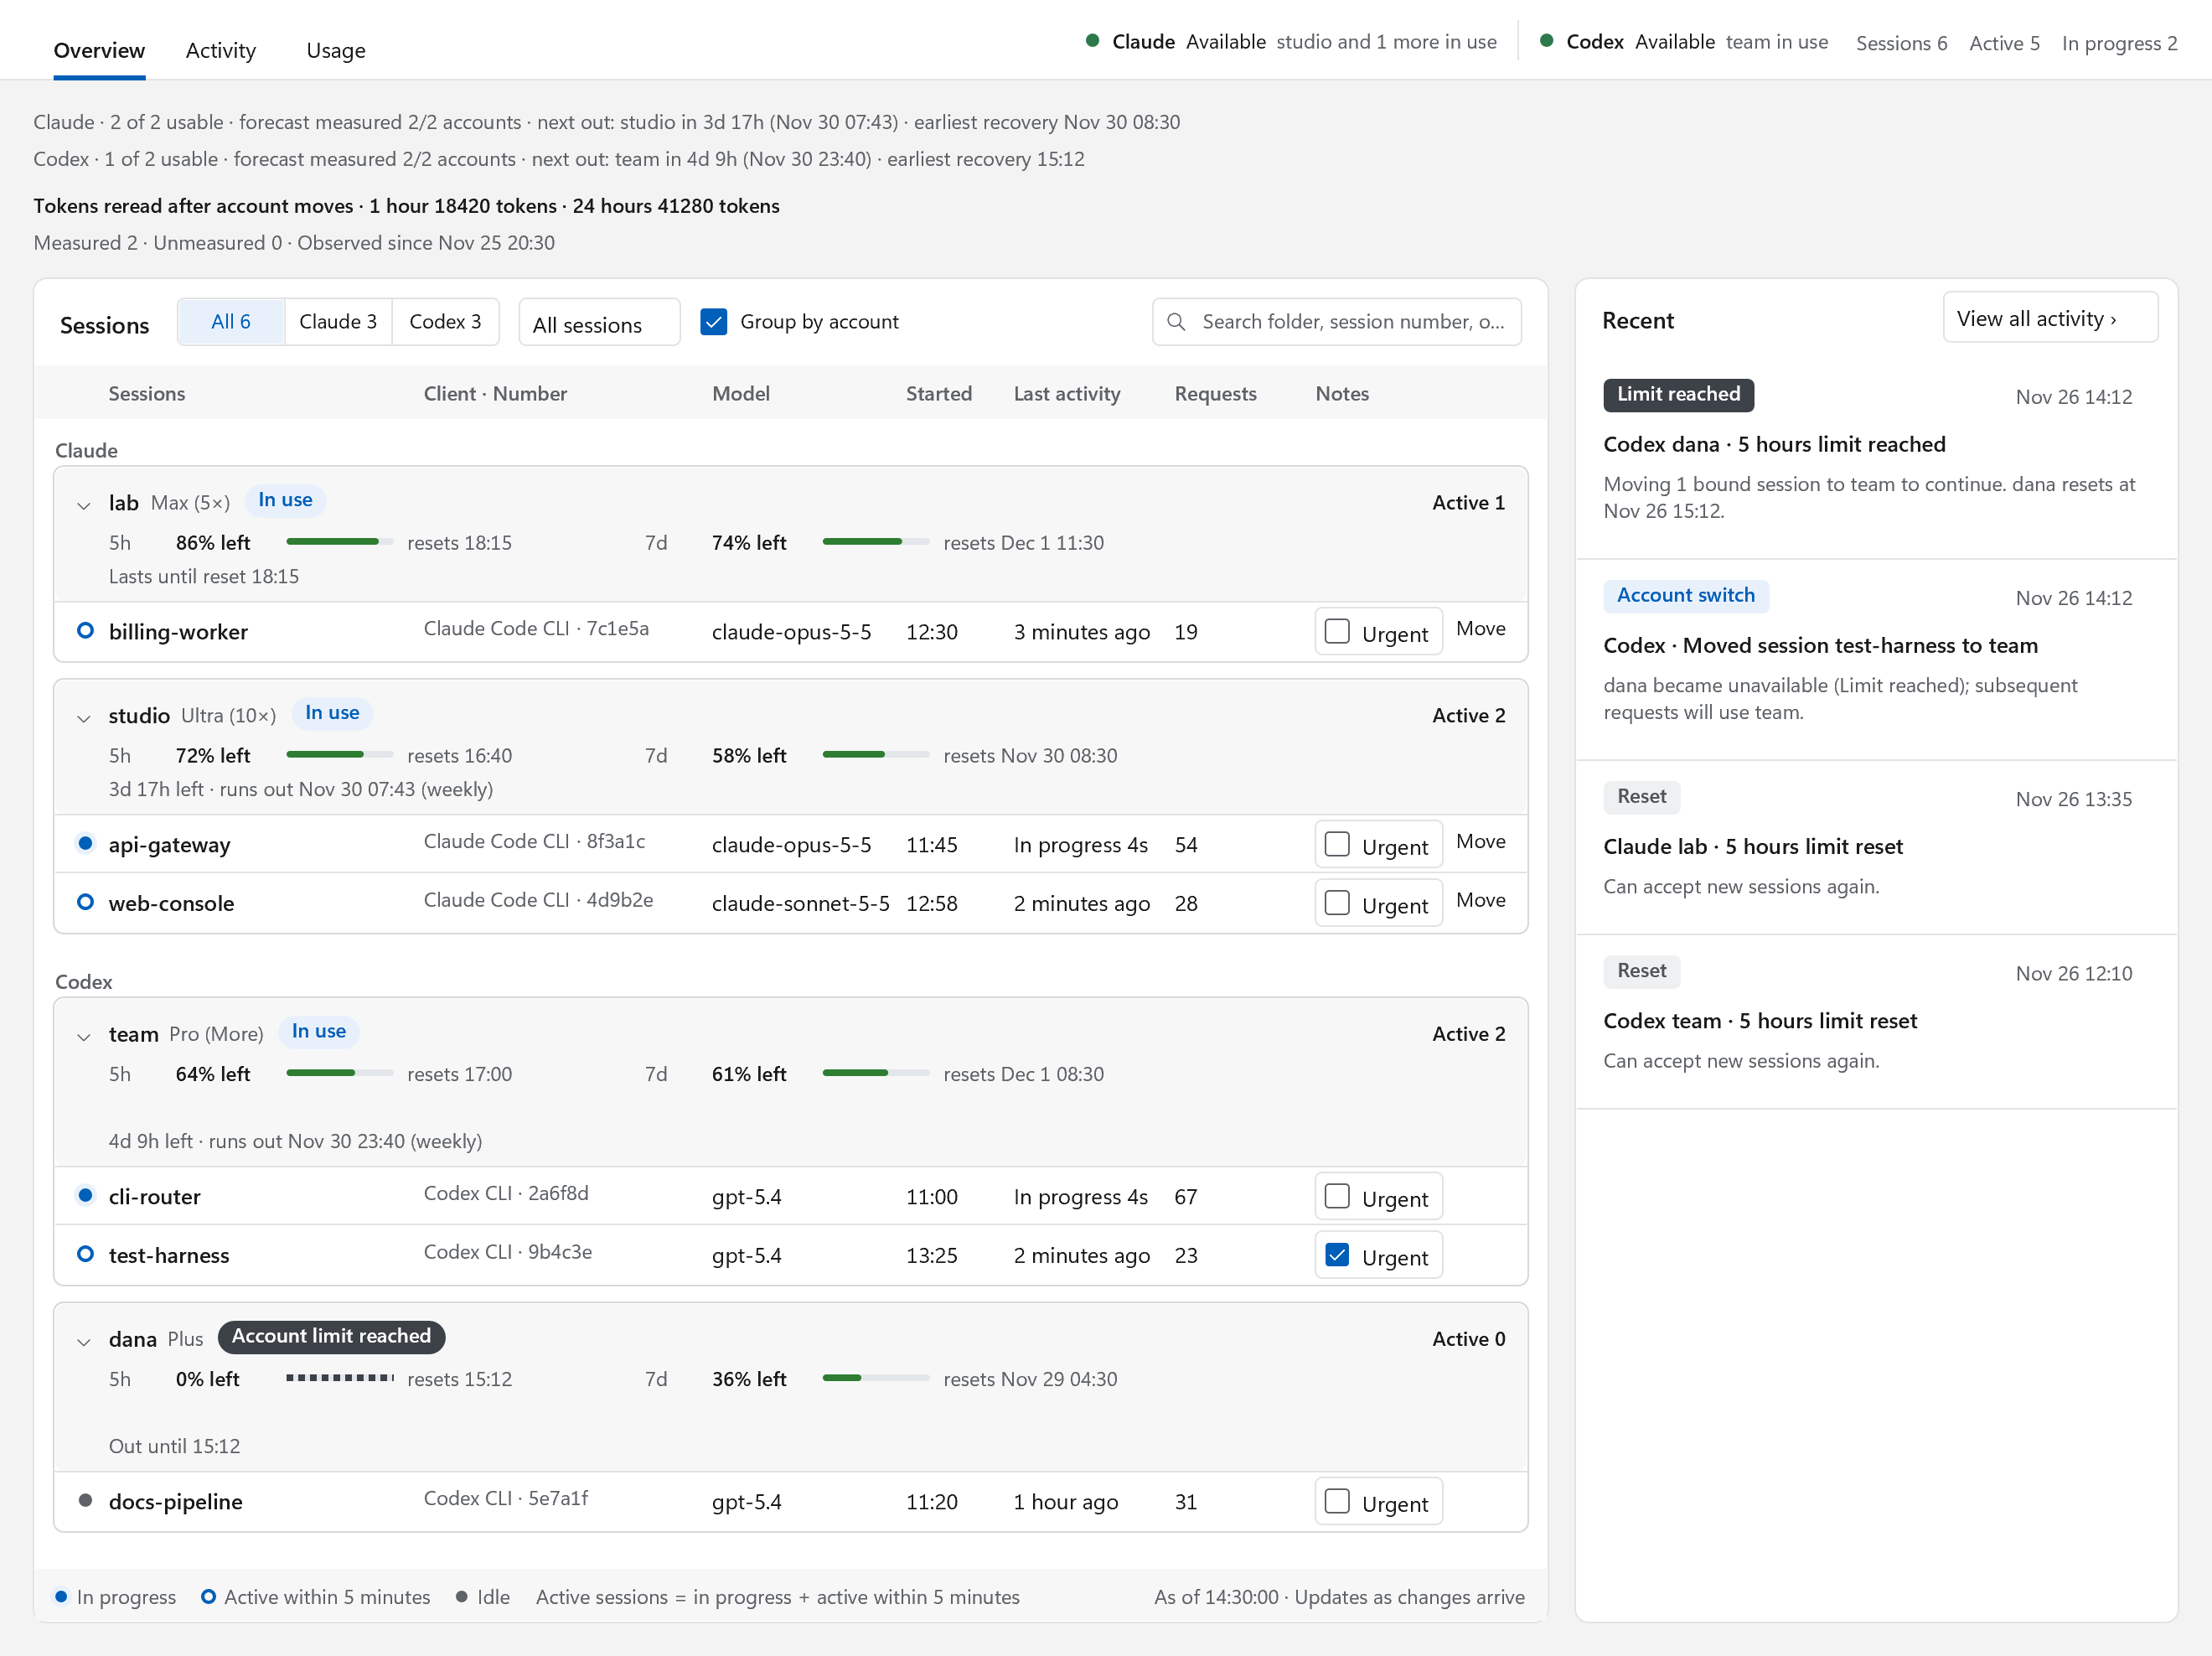 Overview Activity Usage
Claude Available studio and 1 more in use Codex Available team in use Sessions 6 Active 5 In progress 2
Claude · 2 of 2 usable · forecast measured 2/2 accounts · next out: studio in 3d 17h (Nov 30 07:43) · earliest recovery Nov 30 08:30
Codex · 1 of 2 usable · forecast measured 2/2 accounts · next out: team in 4d 9h (Nov 30 23:40) · earliest recovery 15:12
Tokens reread after account moves · 1 hour 18420 tokens · 24 hours 41280 tokens
Measured 2 · Unmeasured 0 · Observed since Nov 25 20:30
Sessions All 6 Claude 3 Codex 3 All sessions Group by account Search folder, session number, o...
Sessions Client · Number Model Started Last activity Requests Notes
Claude
lab Max (5×) In use Active 1
5h 86% left resets 18:15 7d 74% left resets Dec 1 11:30
Lasts until reset 18:15
billing-worker Claude Code CLI · 7c1e5a claude-opus-5-5 12:30 3 minutes ago 19 Urgent Move
studio Ultra (10×) In use Active 2
5h 72% left resets 16:40 7d 58% left resets Nov 30 08:30
3d 17h left · runs out Nov 30 07:43 (weekly)
api-gateway Claude Code CLI · 8f3a1c claude-opus-5-5 11:45 In progress 4s 54 Urgent Move
web-console Claude Code CLI · 4d9b2e claude-sonnet-5-5 12:58 2 minutes ago 28 Urgent Move
Codex
team Pro (More) In use Active 2
5h 64% left resets 17:00 7d 61% left resets Dec 1 08:30
4d 9h left · runs out Nov 30 23:40 (weekly)
cli-router Codex CLI · 2a6f8d gpt-5.4 11:00 In progress 4s 67 Urgent
test-harness Codex CLI · 9b4c3e gpt-5.4 13:25 2 minutes ago 23 Urgent
dana Plus Account limit reached Active 0
5h 0% left resets 15:12 7d 36% left resets Nov 29 04:30
Out until 15:12
docs-pipeline Codex CLI · 5e7a1f gpt-5.4 11:20 1 hour ago 31 Urgent
In progress Active within 5 minutes Idle Active sessions = in progress + active within 5 minutes As of 14:30:00 · Updates as changes arrive
Recent View all activity ›
Limit reached Nov 26 14:12
Codex dana · 5 hours limit reached
Moving 1 bound session to team to continue. dana resets at
Nov 26 15:12.
Account switch Nov 26 14:12
Codex · Moved session test-harness to team
dana became unavailable (Limit reached); subsequent
requests will use team.
Reset Nov 26 13:35
Claude lab · 5 hours limit reset
Can accept new sessions again.
Reset Nov 26 12:10
Codex team · 5 hours limit reset
Can accept new sessions again.